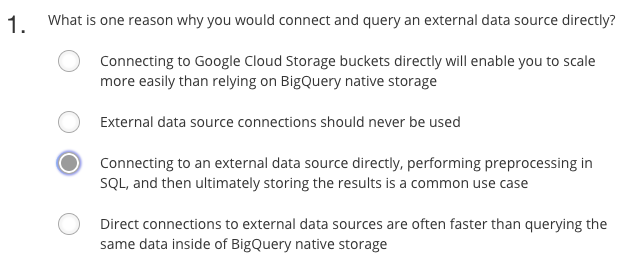 1. What is one reason why you would connect and query an external data source directly?
Connecting to Google Cloud Storage buckets directly will enable you to scale
more easily than relying on BigQuery native storage
External data source connections should never be used
Connecting to an external data source directly, performing preprocessing in
SQL, and then ultimately storing the results is a common use case
Direct connections to external data sources are often faster than querying the
same data inside of BigQuery native storage